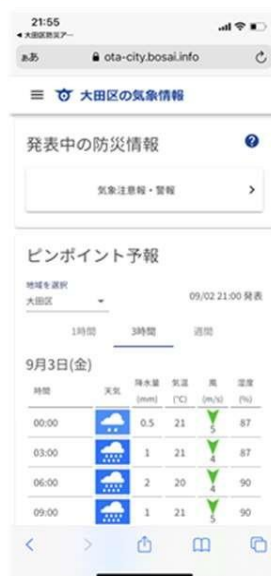 21:55
◀ 大田区防災ア…
ああ ota-city.bosai.info
大田区の気象情報
発表中の防災情報
気象注意報・警報
ピンポイント予報
地域を選択
大田区
09/02 21:00 発表
1時間 3時間 週間
9月3日(金)
時間 天気 降水量 気温 風 湿度
(mm) (℃) (m/s) (%)
00:00 0.5 21 5 87
03:00 1 21 4 87
06:00 2 20 4 90
09:00 1 21 5 90